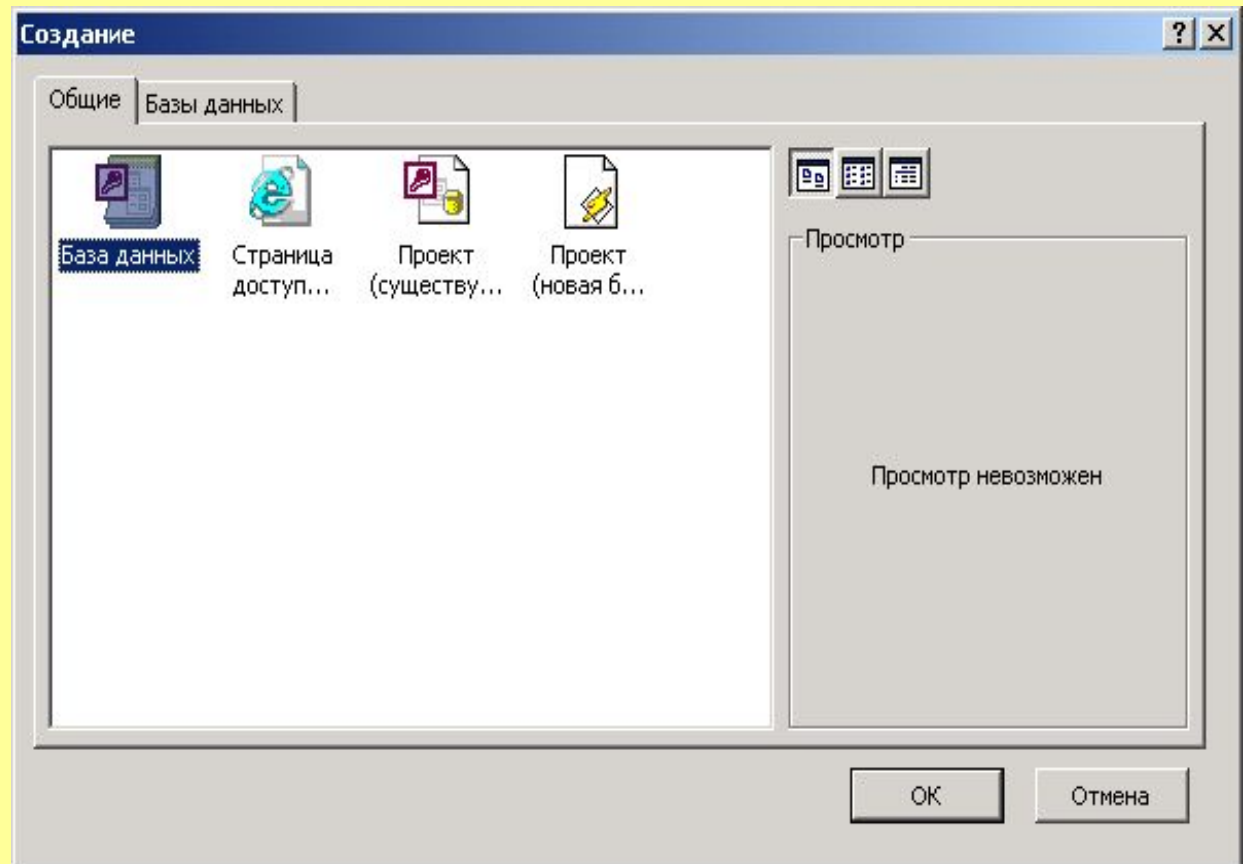 Создание
Общие
Базы данных
База данных
Страница
доступ...
Проект
(существу...
Проект
(новая б...
Просмотр
Просмотр невозможен
ОК
Отмена